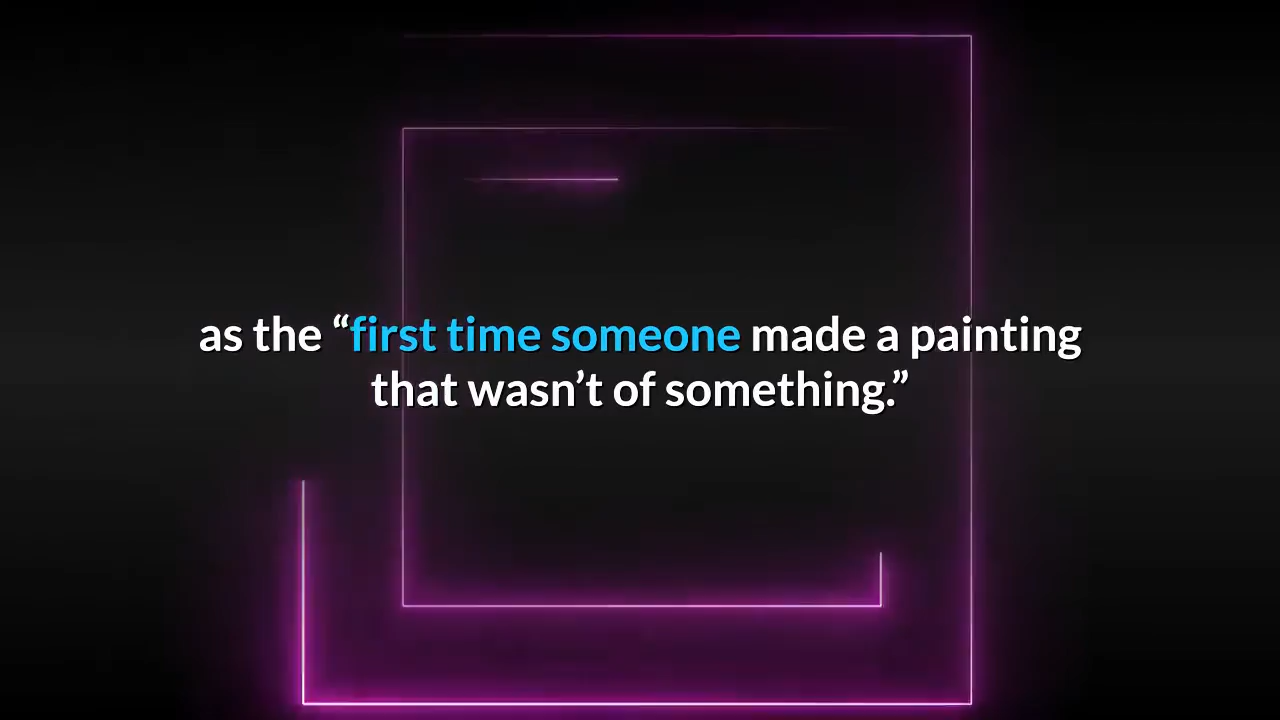 as the “first time someone made a painting
that wasn’t of something.”